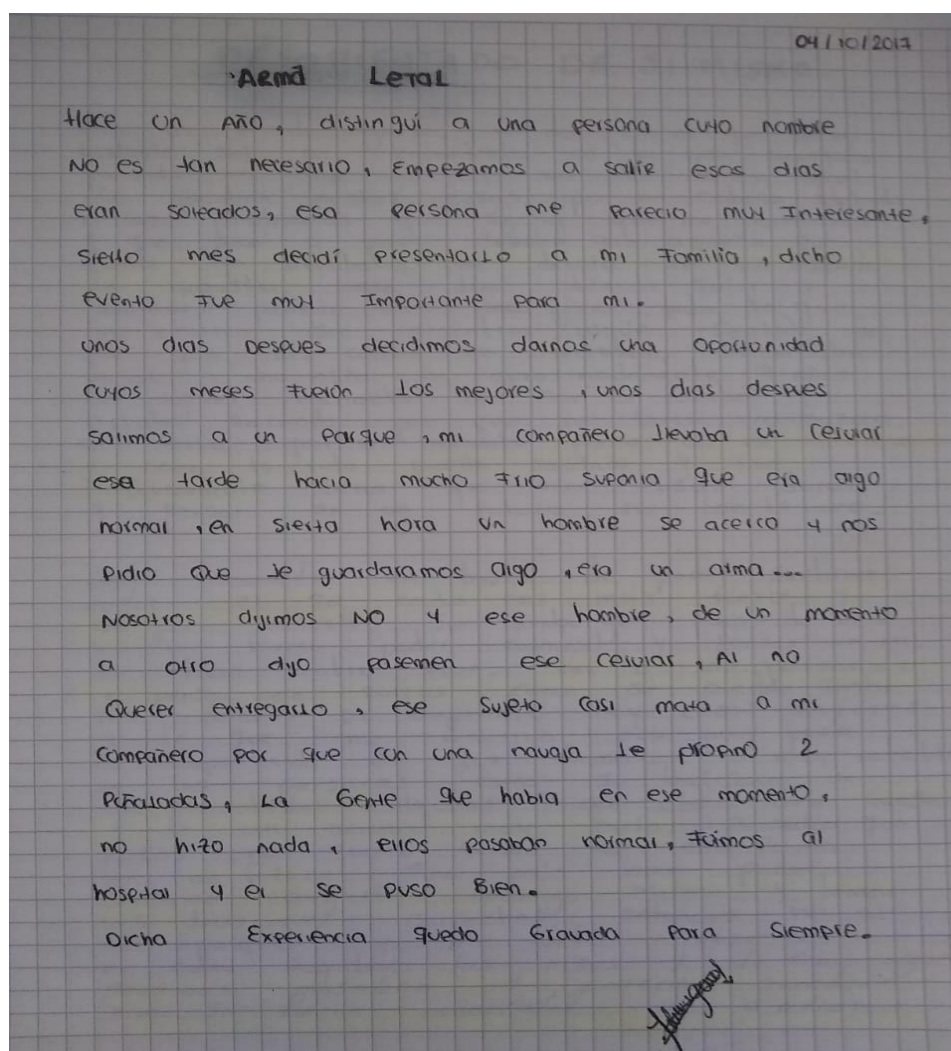 04/10/2017
Arma Letal
Hace un Año, distingui a una persona cuyo nombre
No es tan necesario, Empezamos a salir esos dias
eran soleados, esa persona me parecio muy Interesante,
Sierto mes decidí presentarlo a mi familia, dicho
evento fue muy Importante para mi.
unos dias Despues decidimos darnos una oportunidad
cuyos meses fueron los mejores, unos dias despues
salimos a un parque, mi compañero llevaba un celular
esa tarde hacia mucho frio suponia que era algo
normal, en sierta hora un hombre se acerco y nos
Pidio Que le guardaramos algo, era un arma...
Nosotros dijimos NO y ese hombre, de un momento
a otro dijo pasemen ese celular, Al no
Querer entregarlo, ese Sujeto casi mata a mi
compañero por que con una navaja le propino 2
Puñaladas, La Gente que habia en ese momento,
no hizo nada, ellos pasaban normal, fuimos al
hospital y el se puso Bien.
Dicha Experiencia quedo Gravada Para Siempre.